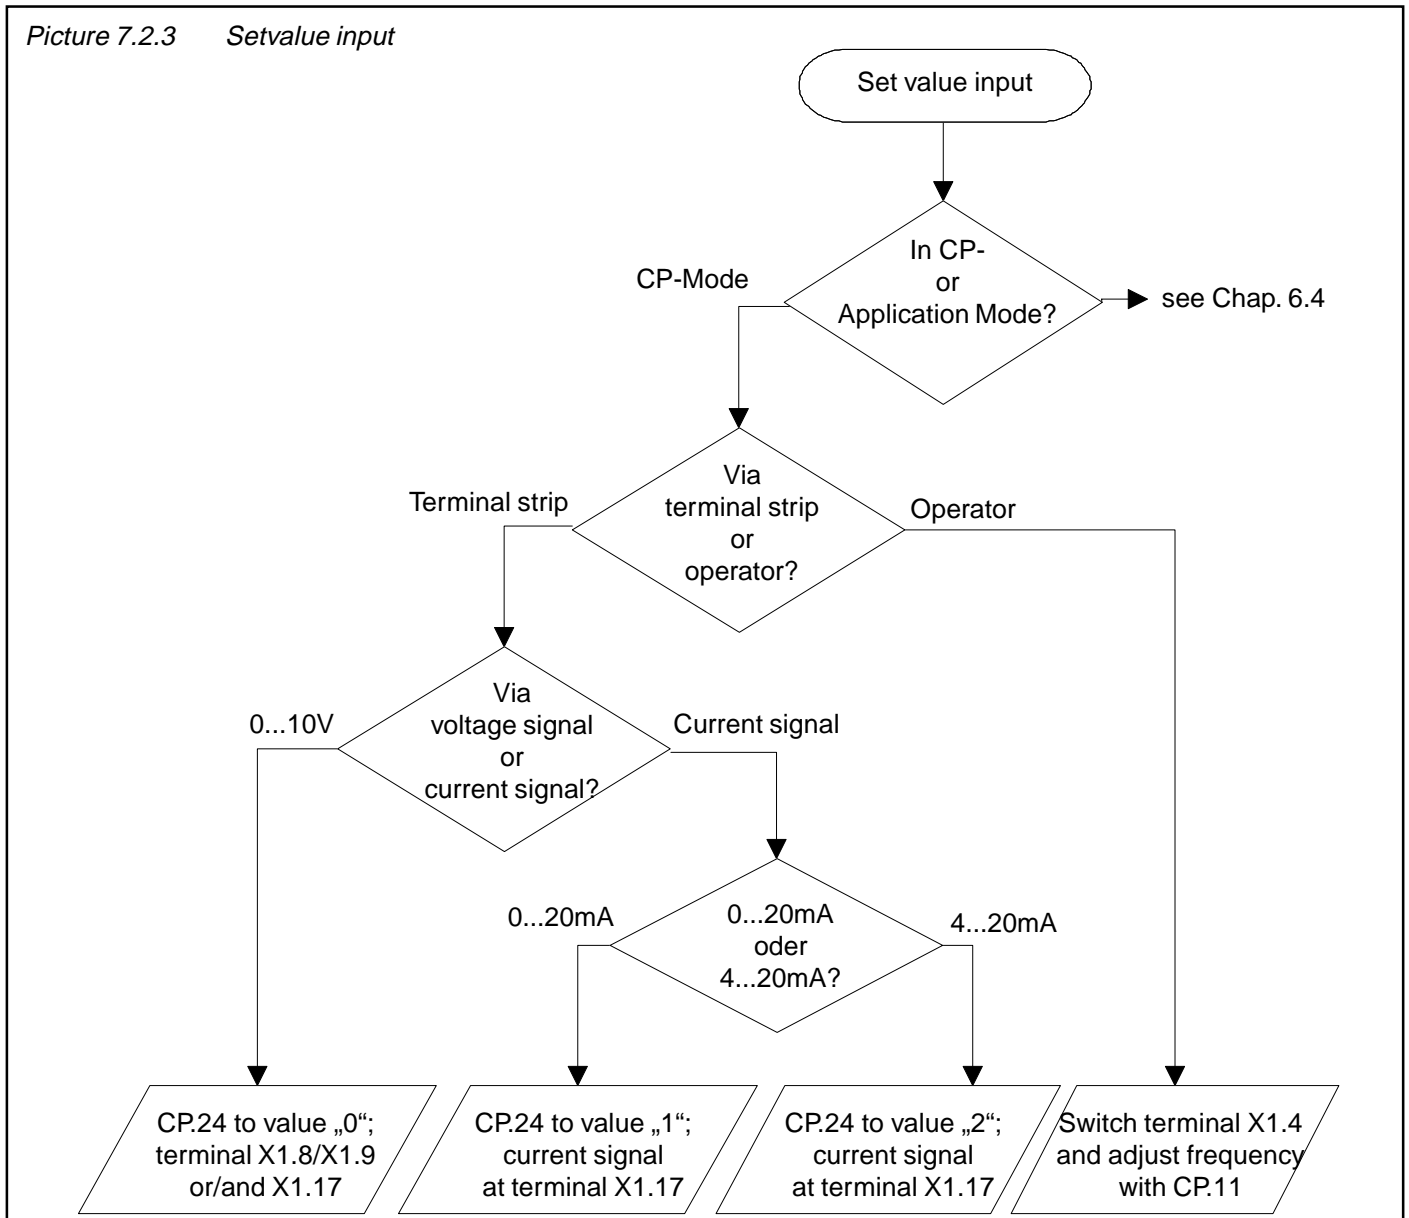 Picture 7.2.3 Setvalue input
Set value input
In CP-
or
Application Mode?
CP-Mode
see Chap. 6.4
Via
terminal strip
or
operator?
Terminal strip
Operator
Via
voltage signal
or
current signal?
0...10V
Current signal
0...20mA
oder
4...20mA?
0...20mA
4...20mA
CP.24 to value „0“;
terminal X1.8/X1.9
or/and X1.17
CP.24 to value „1“;
current signal
at terminal X1.17
CP.24 to value „2“;
current signal
at terminal X1.17
Switch terminal X1.4
and adjust frequency
with CP.11